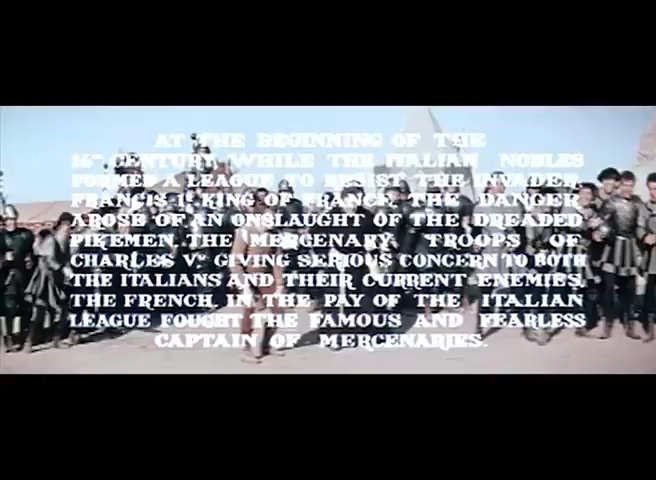 AT THE BEGINNING OF THE
16TH CENTURY, WHILE THE ITALIAN NOBLES
FORMED A LEAGUE TO RESIST THE INVADER,
FRANCIS 1st KING OF FRANCE, THE DANGER
AROSE OF AN ONSLAUGHT OF THE DREADED
PIKEMEN, THE MERCENARY TROOPS OF
CHARLES Vth GIVING SERIOUS CONCERN TO BOTH
THE ITALIANS AND THEIR CURRENT ENEMIES,
THE FRENCH. IN THE PAY OF THE ITALIAN
LEAGUE FOUGHT THE FAMOUS AND FEARLESS
CAPTAIN OF MERCENARIES.